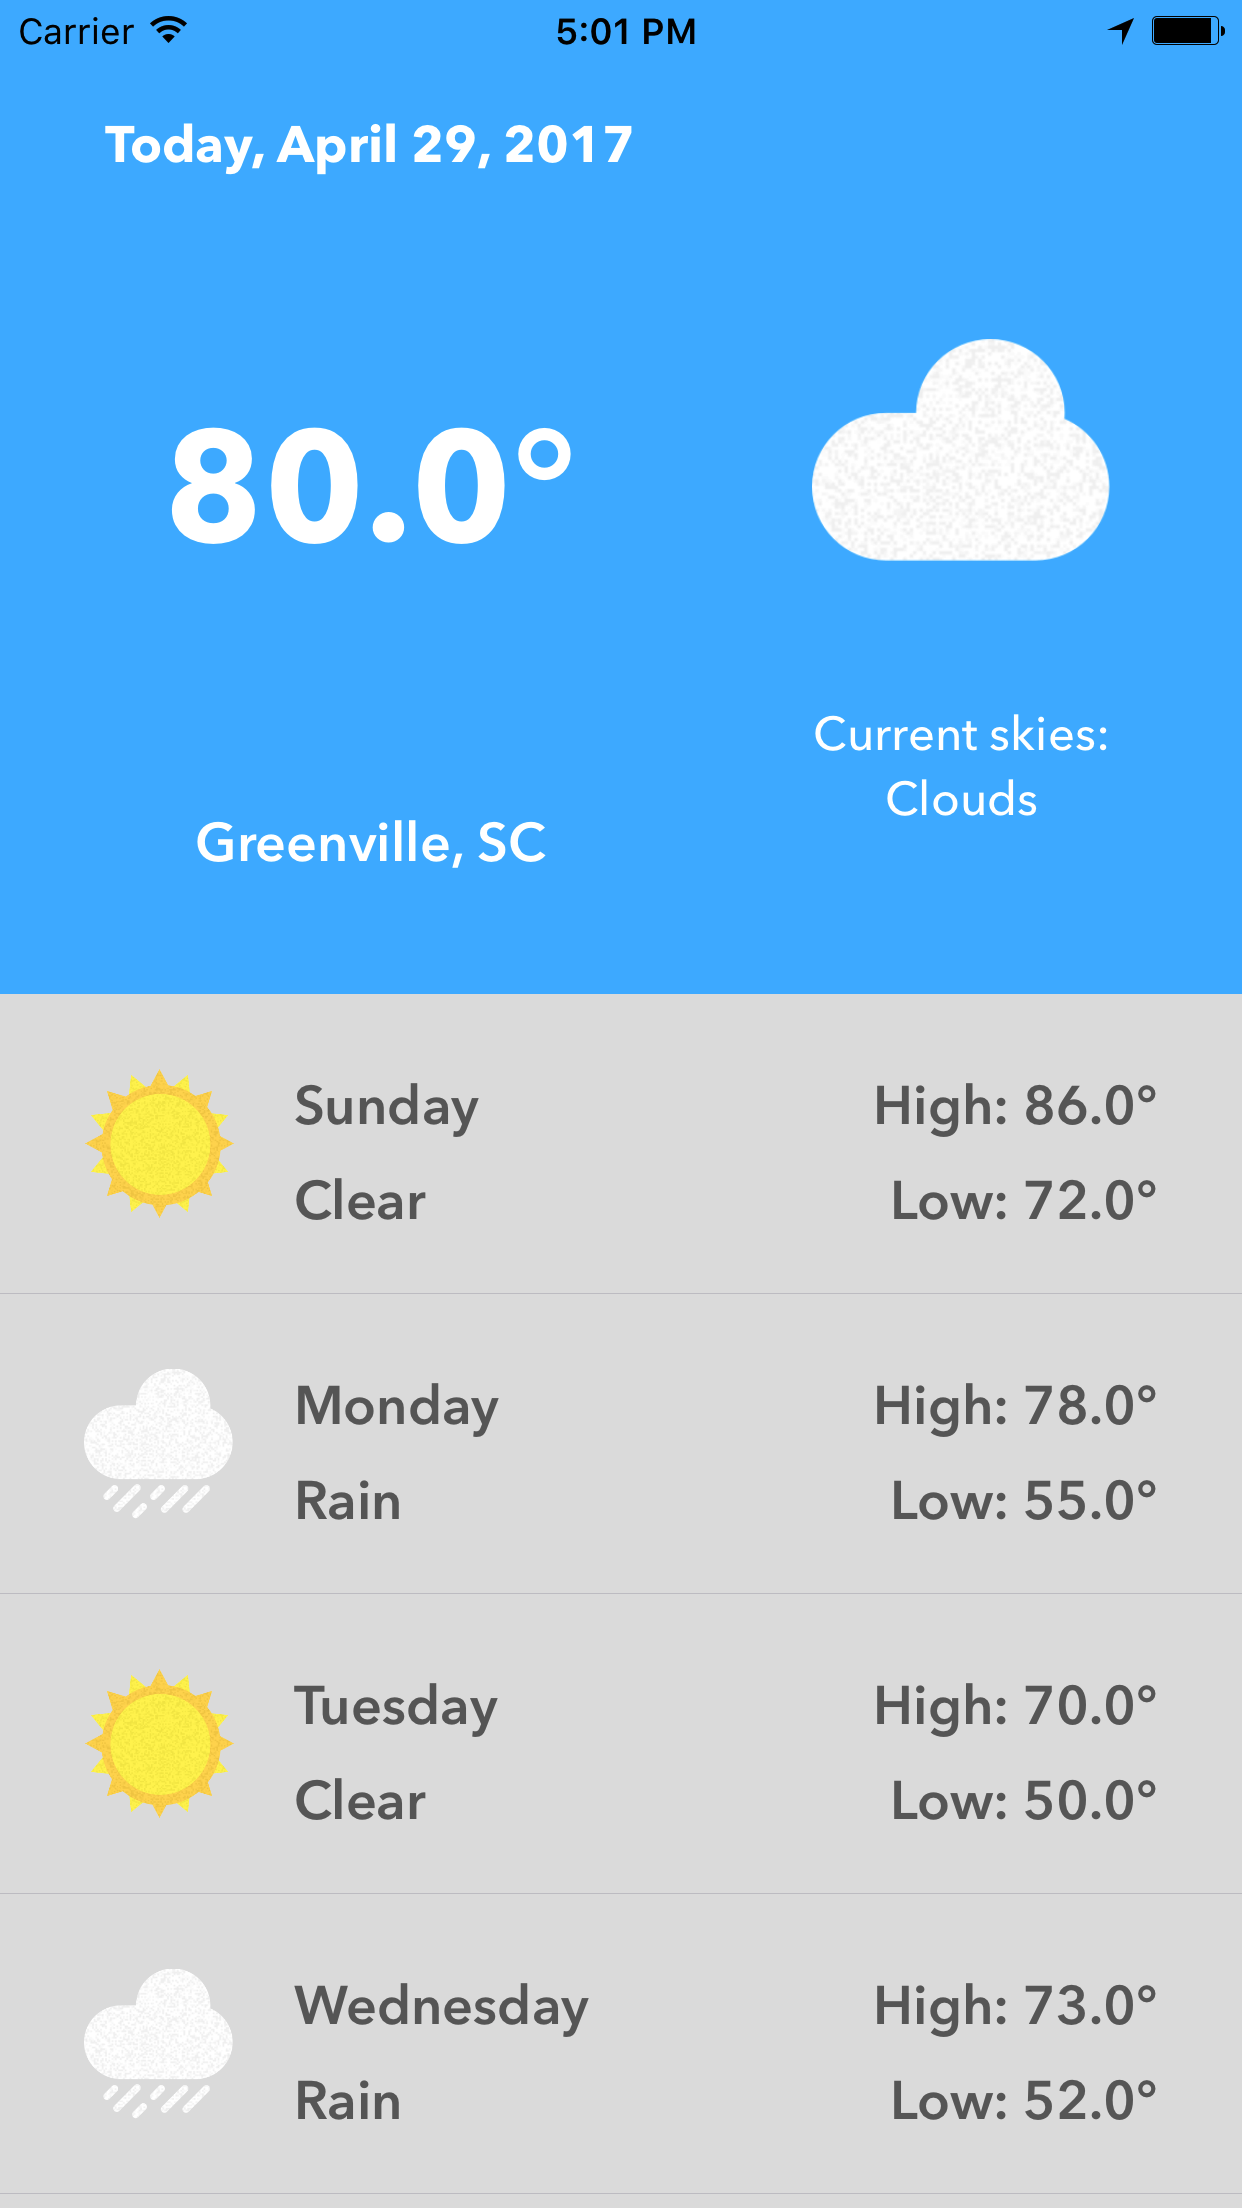 Carrier 5:01 PM
Today, April 29, 2017
80.0°
Current skies:
Clouds
Greenville, SC
Sunday High: 86.0°
Clear Low: 72.0°
Monday High: 78.0°
Rain Low: 55.0°
Tuesday High: 70.0°
Clear Low: 50.0°
Wednesday High: 73.0°
Rain Low: 52.0°